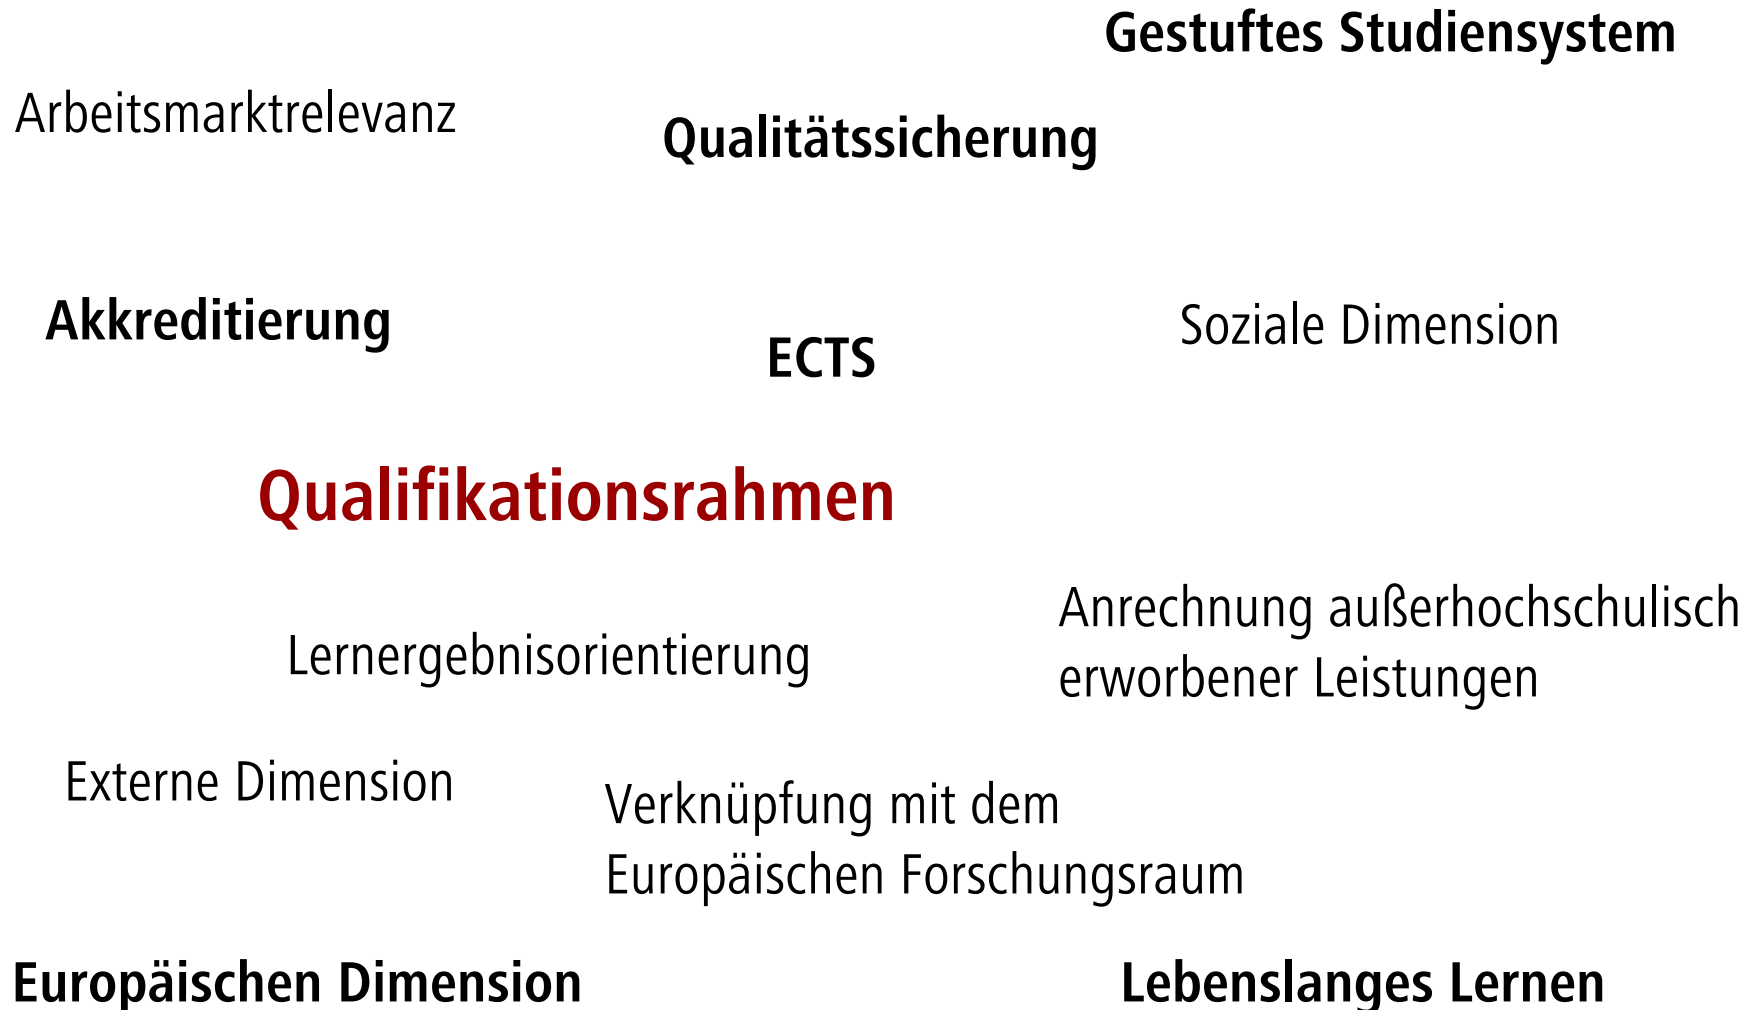 Gestuftes Studiensystem
Arbeitsmarktrelevanz
Qualitätssicherung
Akkreditierung
Soziale Dimension
ECTS
Qualifikationsrahmen
Anrechnung außerhochschulisch
erworbener Leistungen
Lernergebnisorientierung
Externe Dimension
Verknüpfung mit dem
Europäischen Forschungsraum
Europäischen Dimension
Lebenslanges Lernen